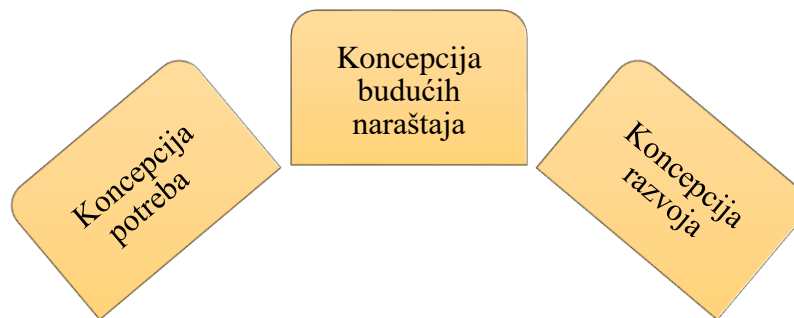 Koncepcija
potreba
Koncepcija
budućih
naraštaja
Koncepcija
razvoja